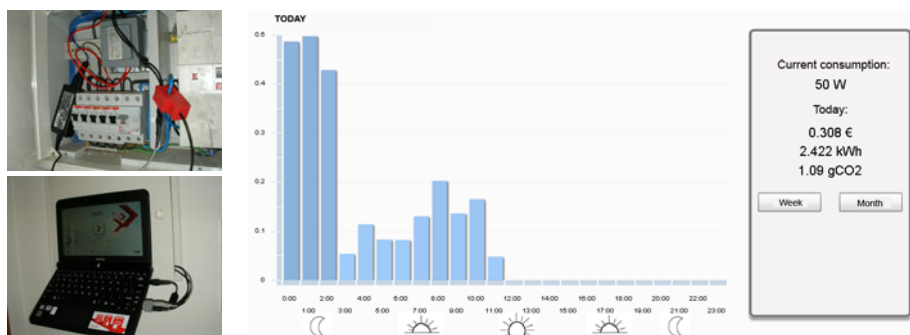 TODAY
0.5
0.4
0.3
0.2
0.1
0
0:00 2:00 4:00 6:00 8:00 10:00 12:00 14:00 16:00 18:00 20:00 22:00
1:00 3:00 5:00 7:00 9:00 11:00 13:00 15:00 17:00 19:00 21:00 23:00
Current consumption:
50 W
Today:
0.308 €
2.422 kWh
1.09 gCO2
Week Month